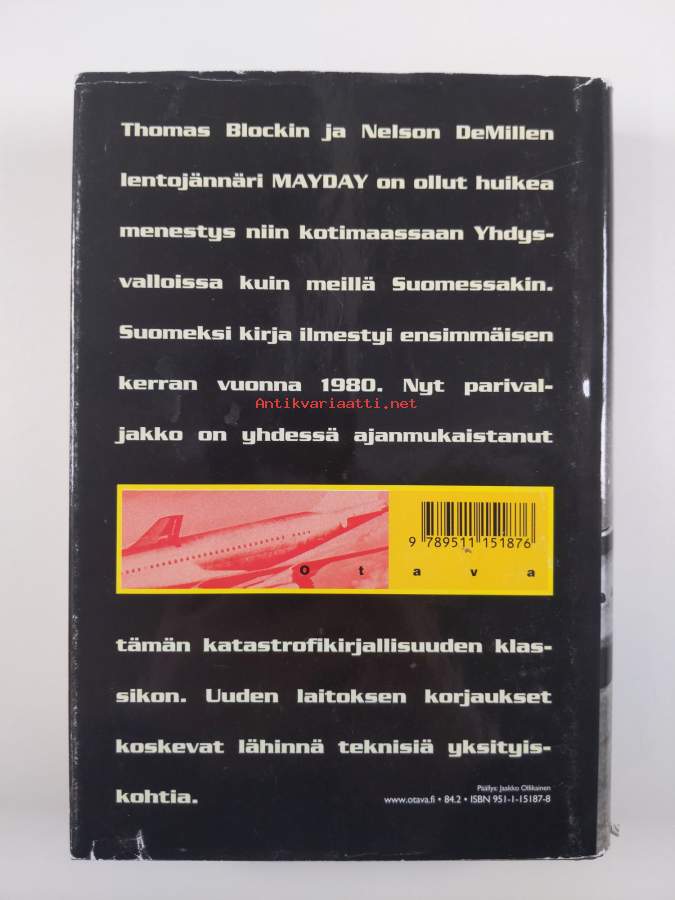 Thomas Blockin ja Nelson DeMillen
lentojännäri MAYDAY on ollut huikea
menestys niin kotimaassaan Yhdys-
valloissa kuin meillä Suomessakin.
Suomeksi kirja ilmestyi ensimmäisen
kerran vuonna 1980. Nyt parival-
Antikvariaatti.net
jakko on yhdessä ajanmukaistanut
9 789511 151876
Otava
tämän katastrofikirjallisuuden klas-
sikon. Uuden laitoksen korjaukset
koskevat lähinnä teknisiä yksityis-
kohtia.
Päällys: Jaakko Ollikainen
www.otava.fi • 84.2 • ISBN 951-1-15187-8